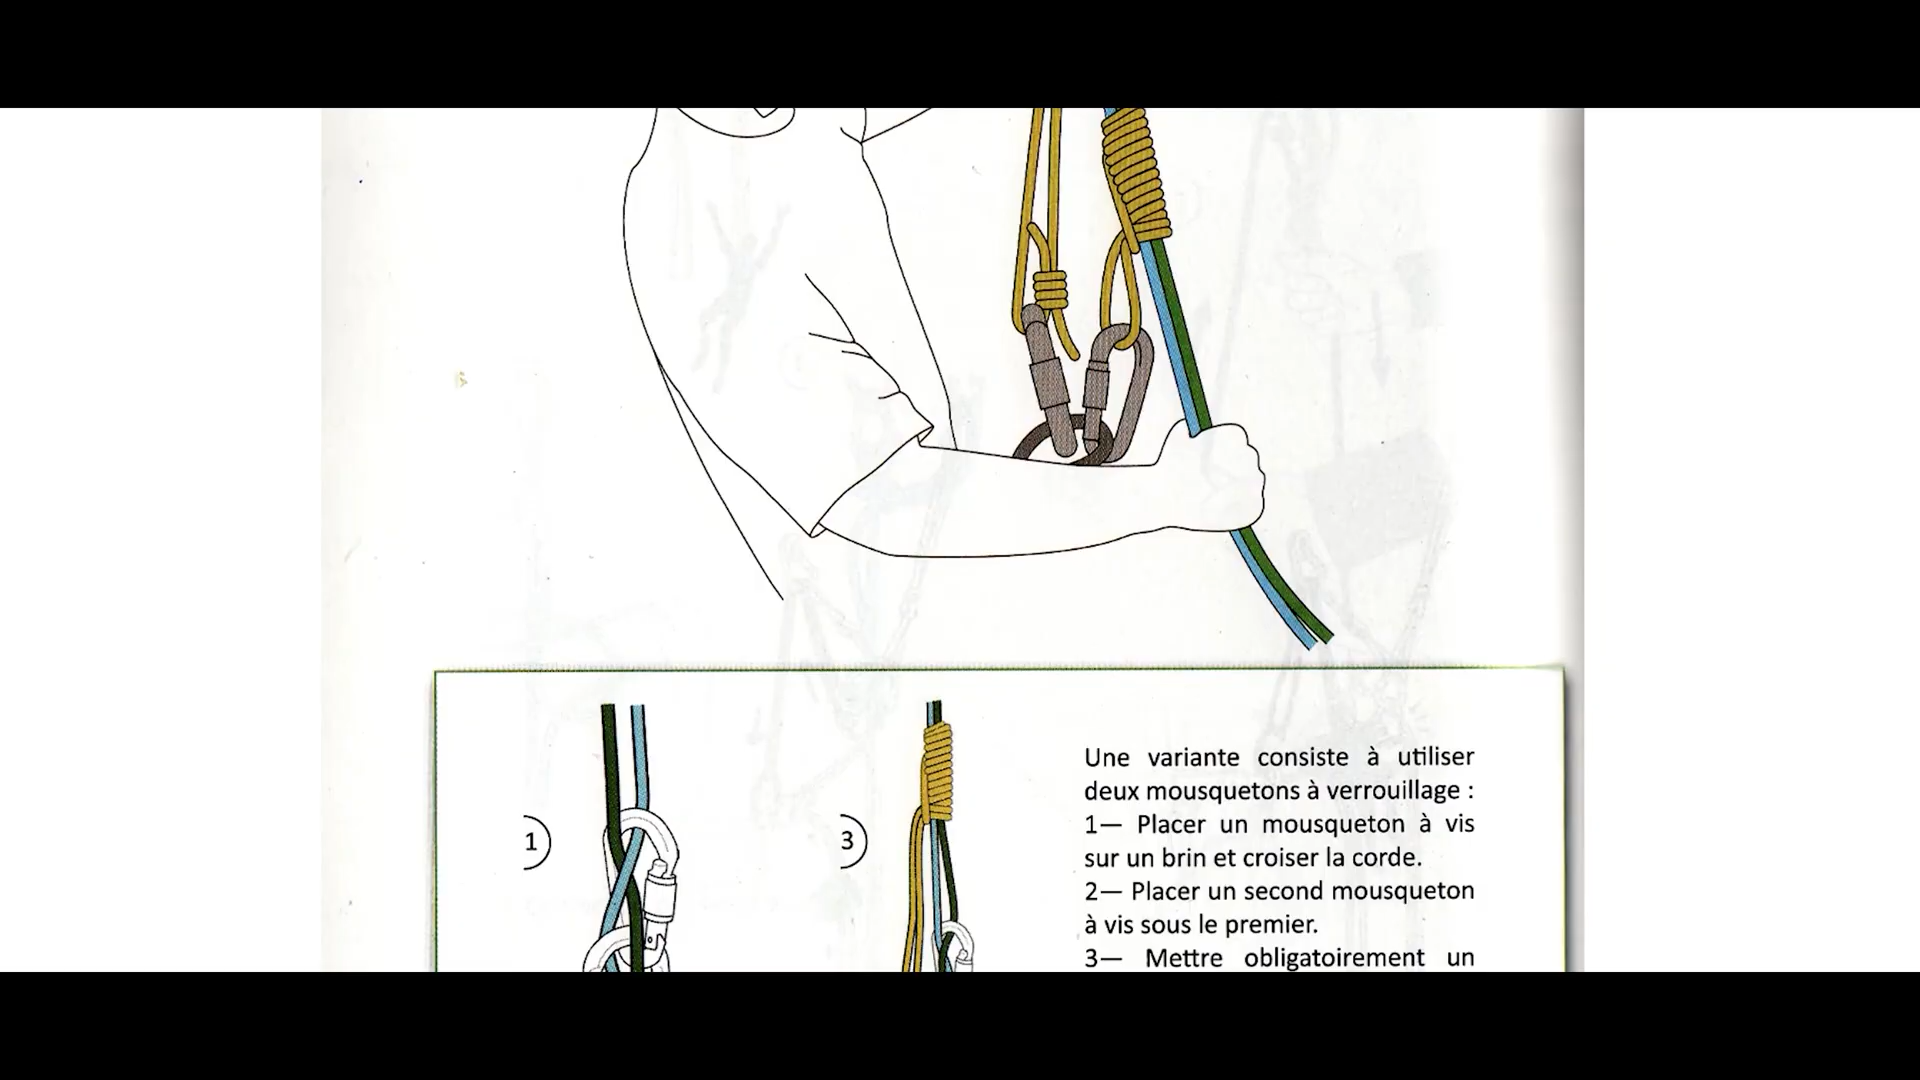 1
3
Une variante consiste à utiliser
deux mousquetons à verrouillage :
1— Placer un mousqueton à vis
sur un brin et croiser la corde.
2— Placer un second mousqueton
à vis sous le premier.
3— Mettre obligatoirement un